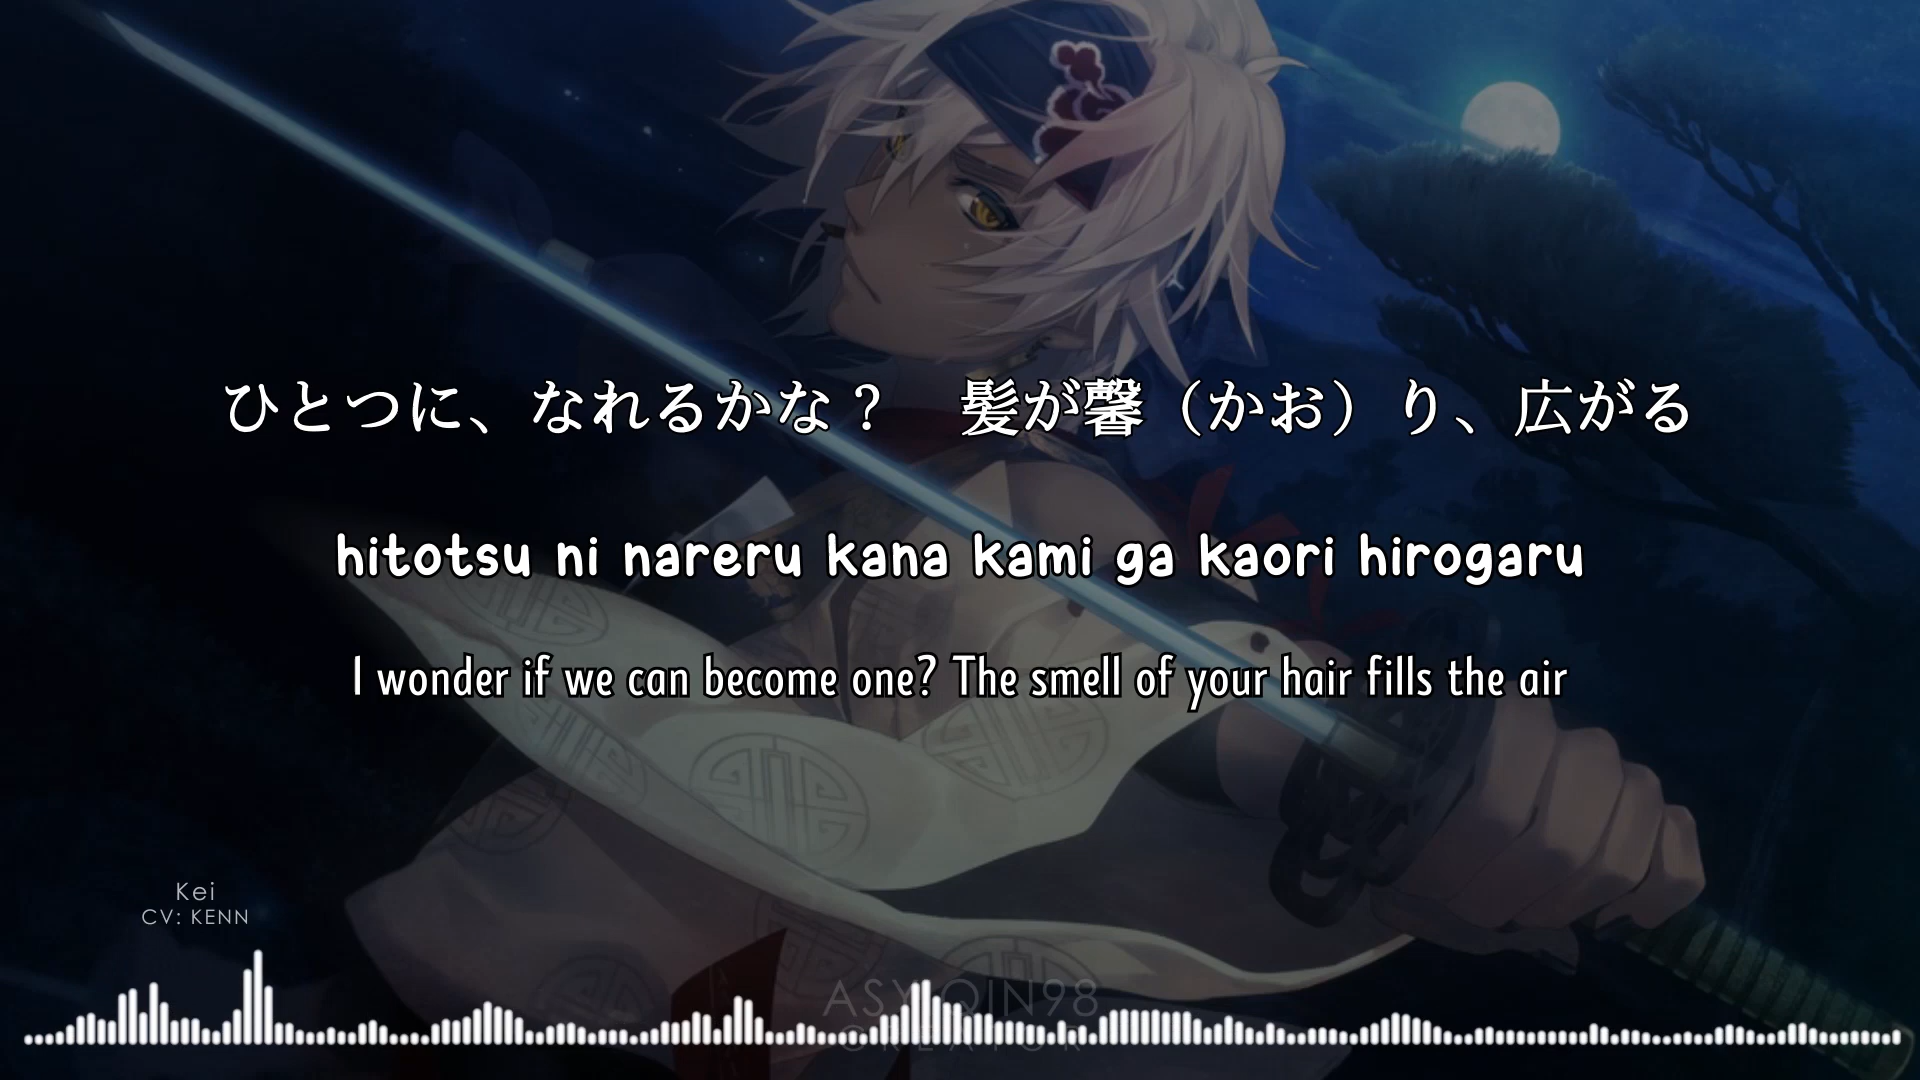 ひとつに、なれるかな？　髪が馨（かお）り、広がる
hitotsu ni nareru kana kami ga kaori hirogaru
I wonder if we can become one? The smell of your hair fills the air
Kei
CV: KENN
ASYIQIN98
CREATOR